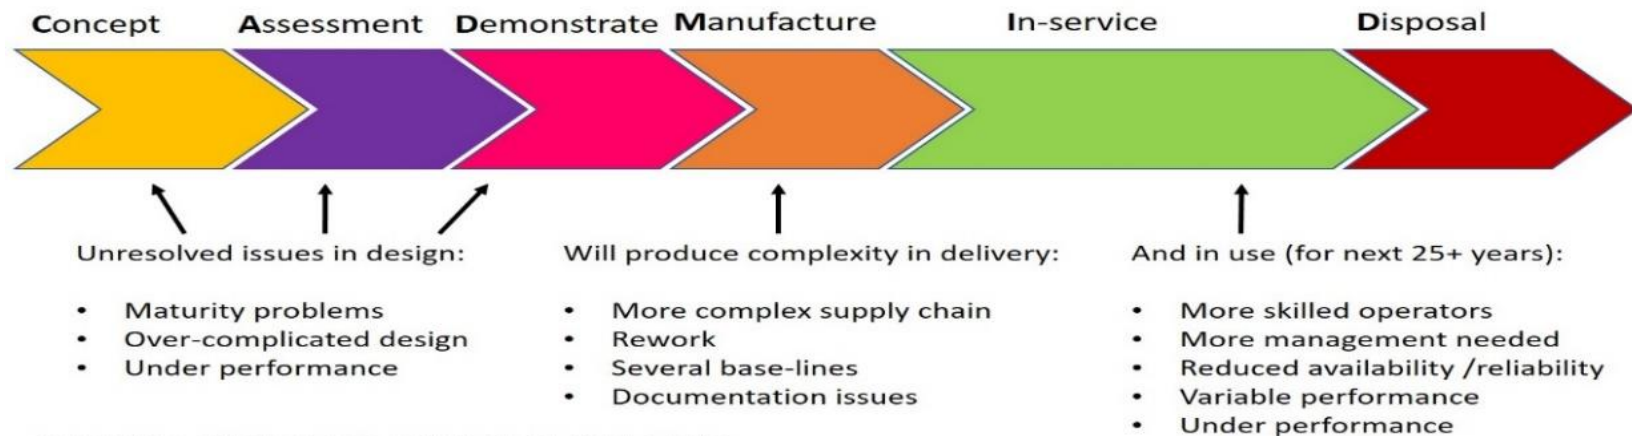 Concept Assessment Demonstrate Manufacture In-service Disposal
Unresolved issues in design:
• Maturity problems
• Over-complicated design
• Under performance
Will produce complexity in delivery:
• More complex supply chain
• Rework
• Several base-lines
• Documentation issues
And in use (for next 25+ years):
• More skilled operators
• More management needed
• Reduced availability /reliability
• Variable performance
• Under performance